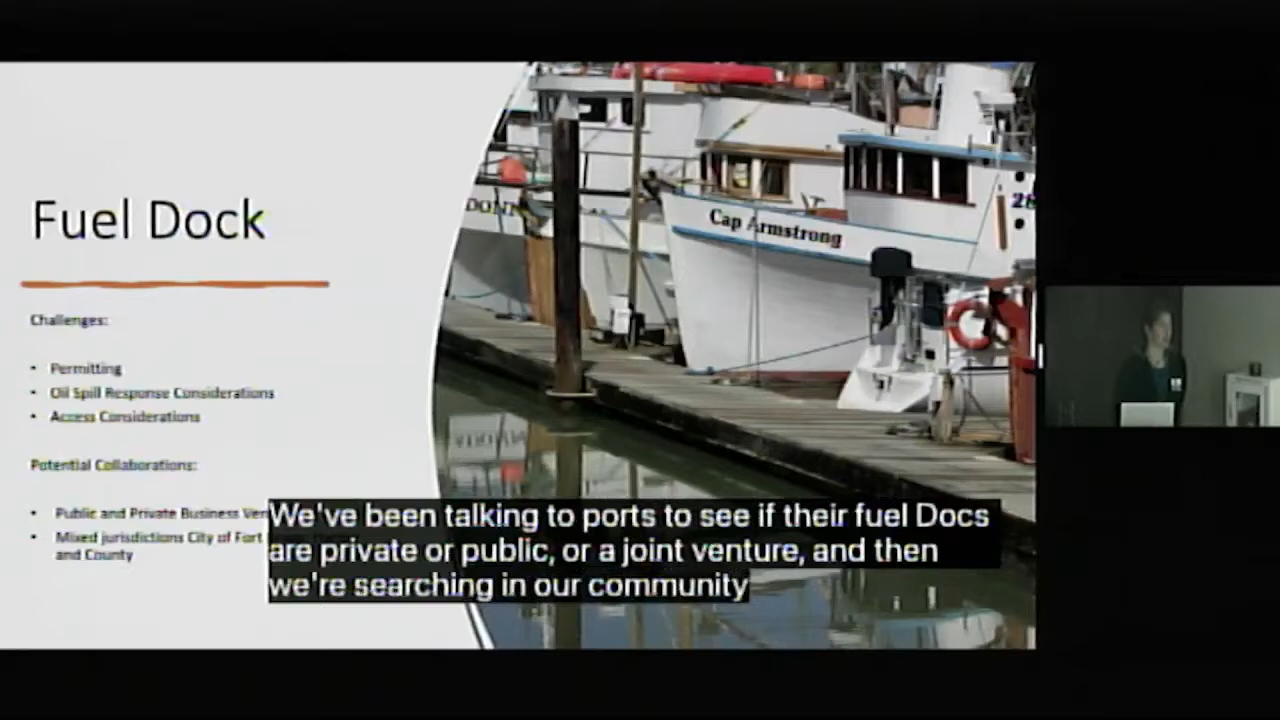 Fuel Dock
Challenges:
• Permitting
• Oil Spill Response Considerations
• Access Considerations
Potential Collaborations:
• Public and Private Business Ven
• Mixed jurisdictions City of Fort
and County
Cap Armstrong
28
We've been talking to ports to see if their fuel Docs
are private or public, or a joint venture, and then
we're searching in our community